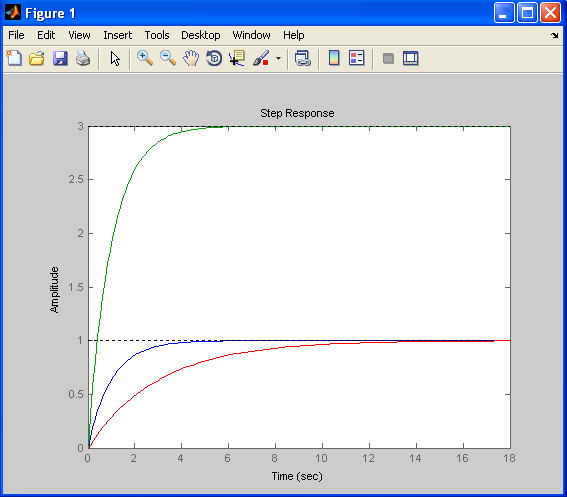 Figure 1
File Edit View Insert Tools Desktop Window Help
Step Response
3
2.5
2
1.5
1
0.5
0
Amplitude
0 2 4 6 8 10 12 14 16 18
Time (sec)